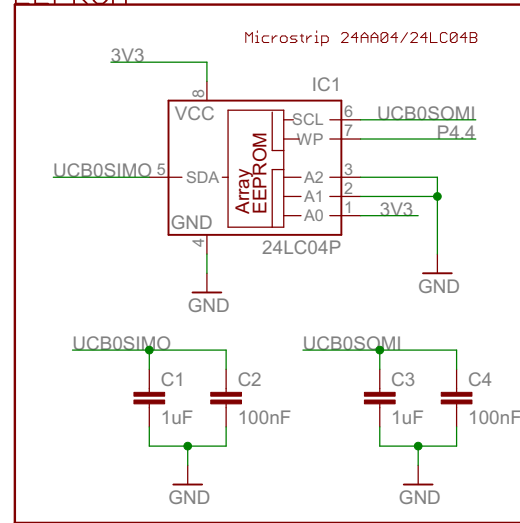 EEPROM
Microstrip 24AA04/24LC04B
3V3
IC1
8
VCC
SCL 6 UCB0SOMI
WP 7 P4.4
UCB0SIMO 5 SDA
Array
EEPROM
A2 3
A1 2
A0 1 3V3
GND
4
24LC04P
GND
GND
UCB0SIMO
UCB0SOMI
C1 C2 C3 C4
1uF 100nF 1uF 100nF
GND
GND